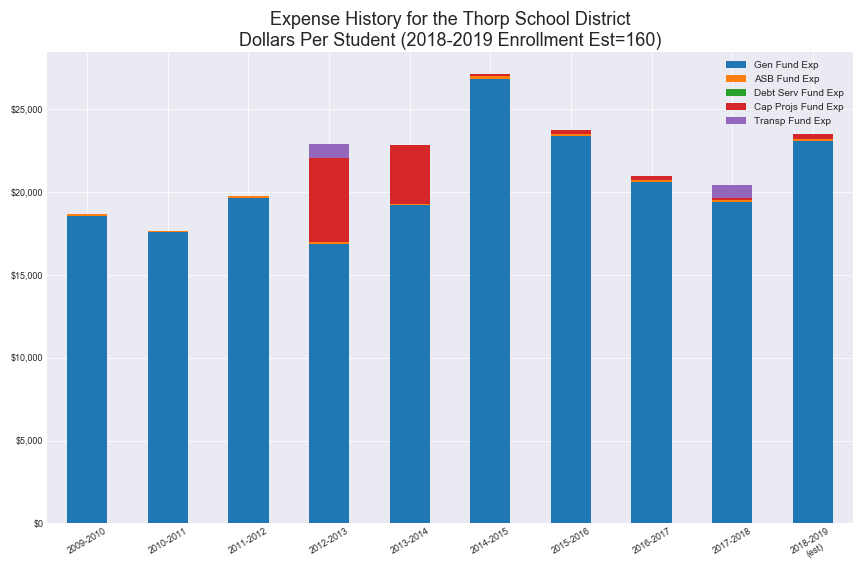 Expense History for the Thorp School District
Dollars Per Student (2018-2019 Enrollment Est=160)
Gen Fund Exp
ASB Fund Exp
Debt Serv Fund Exp
Cap Projs Fund Exp
Transp Fund Exp
$25,000
$20,000
$15,000
$10,000
$5,000
$0
2009-2010
2010-2011
2011-2012
2012-2013
2013-2014
2014-2015
2015-2016
2016-2017
2017-2018
2018-2019
(est)